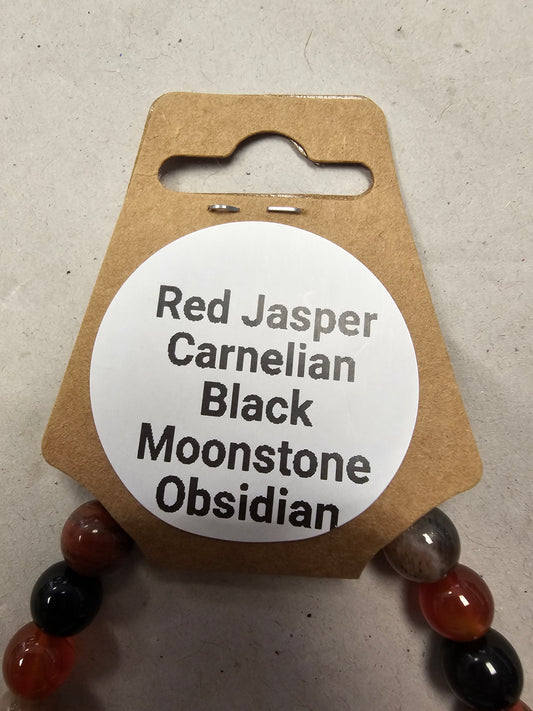 Red Jasper
Carnelian
Black
Moonstone
Obsidian